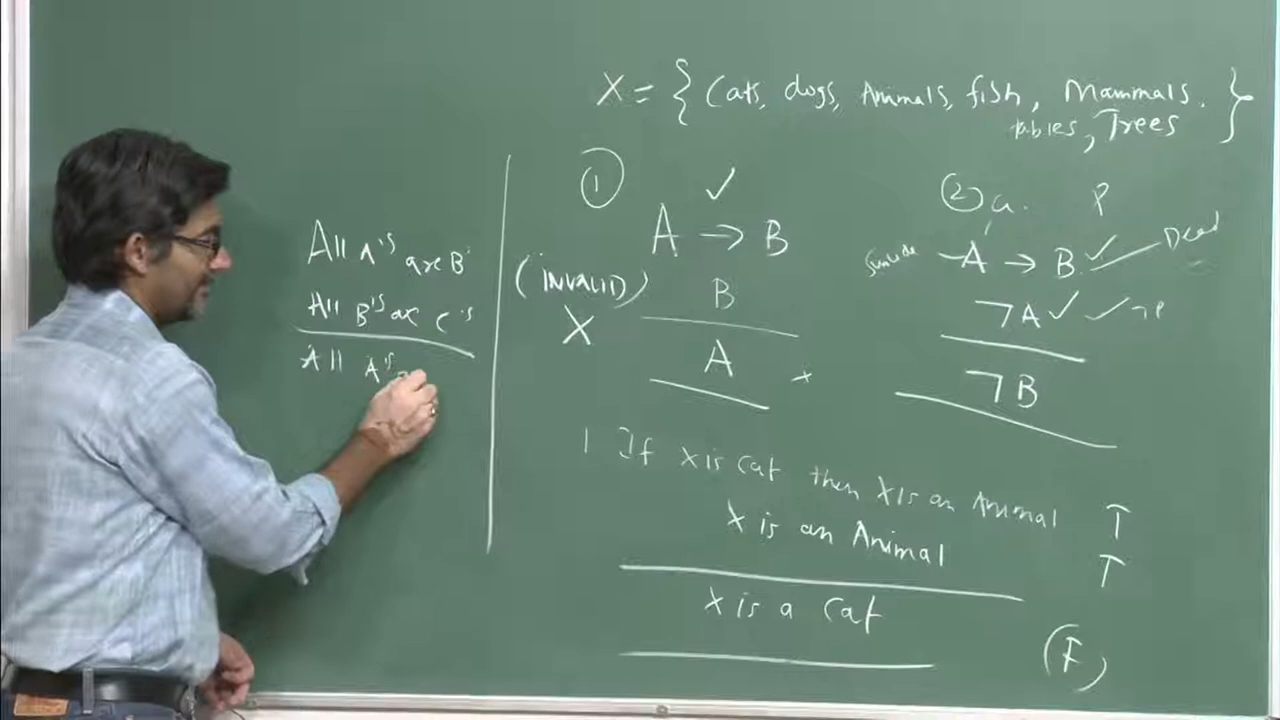 X = { Cats, dogs, Animals, fish, Mammals,
Trees }
All A's are B'
All B's are C's
All A's
(INVALID)
X
①
✓
A → B
B
A
×
②
a.
P
A → B ✓
Dead
¬A ✓ ✓ ¬P
¬B
1 If X is Cat then X is an Animal T
X is an Animal T
X is a Cat (F)